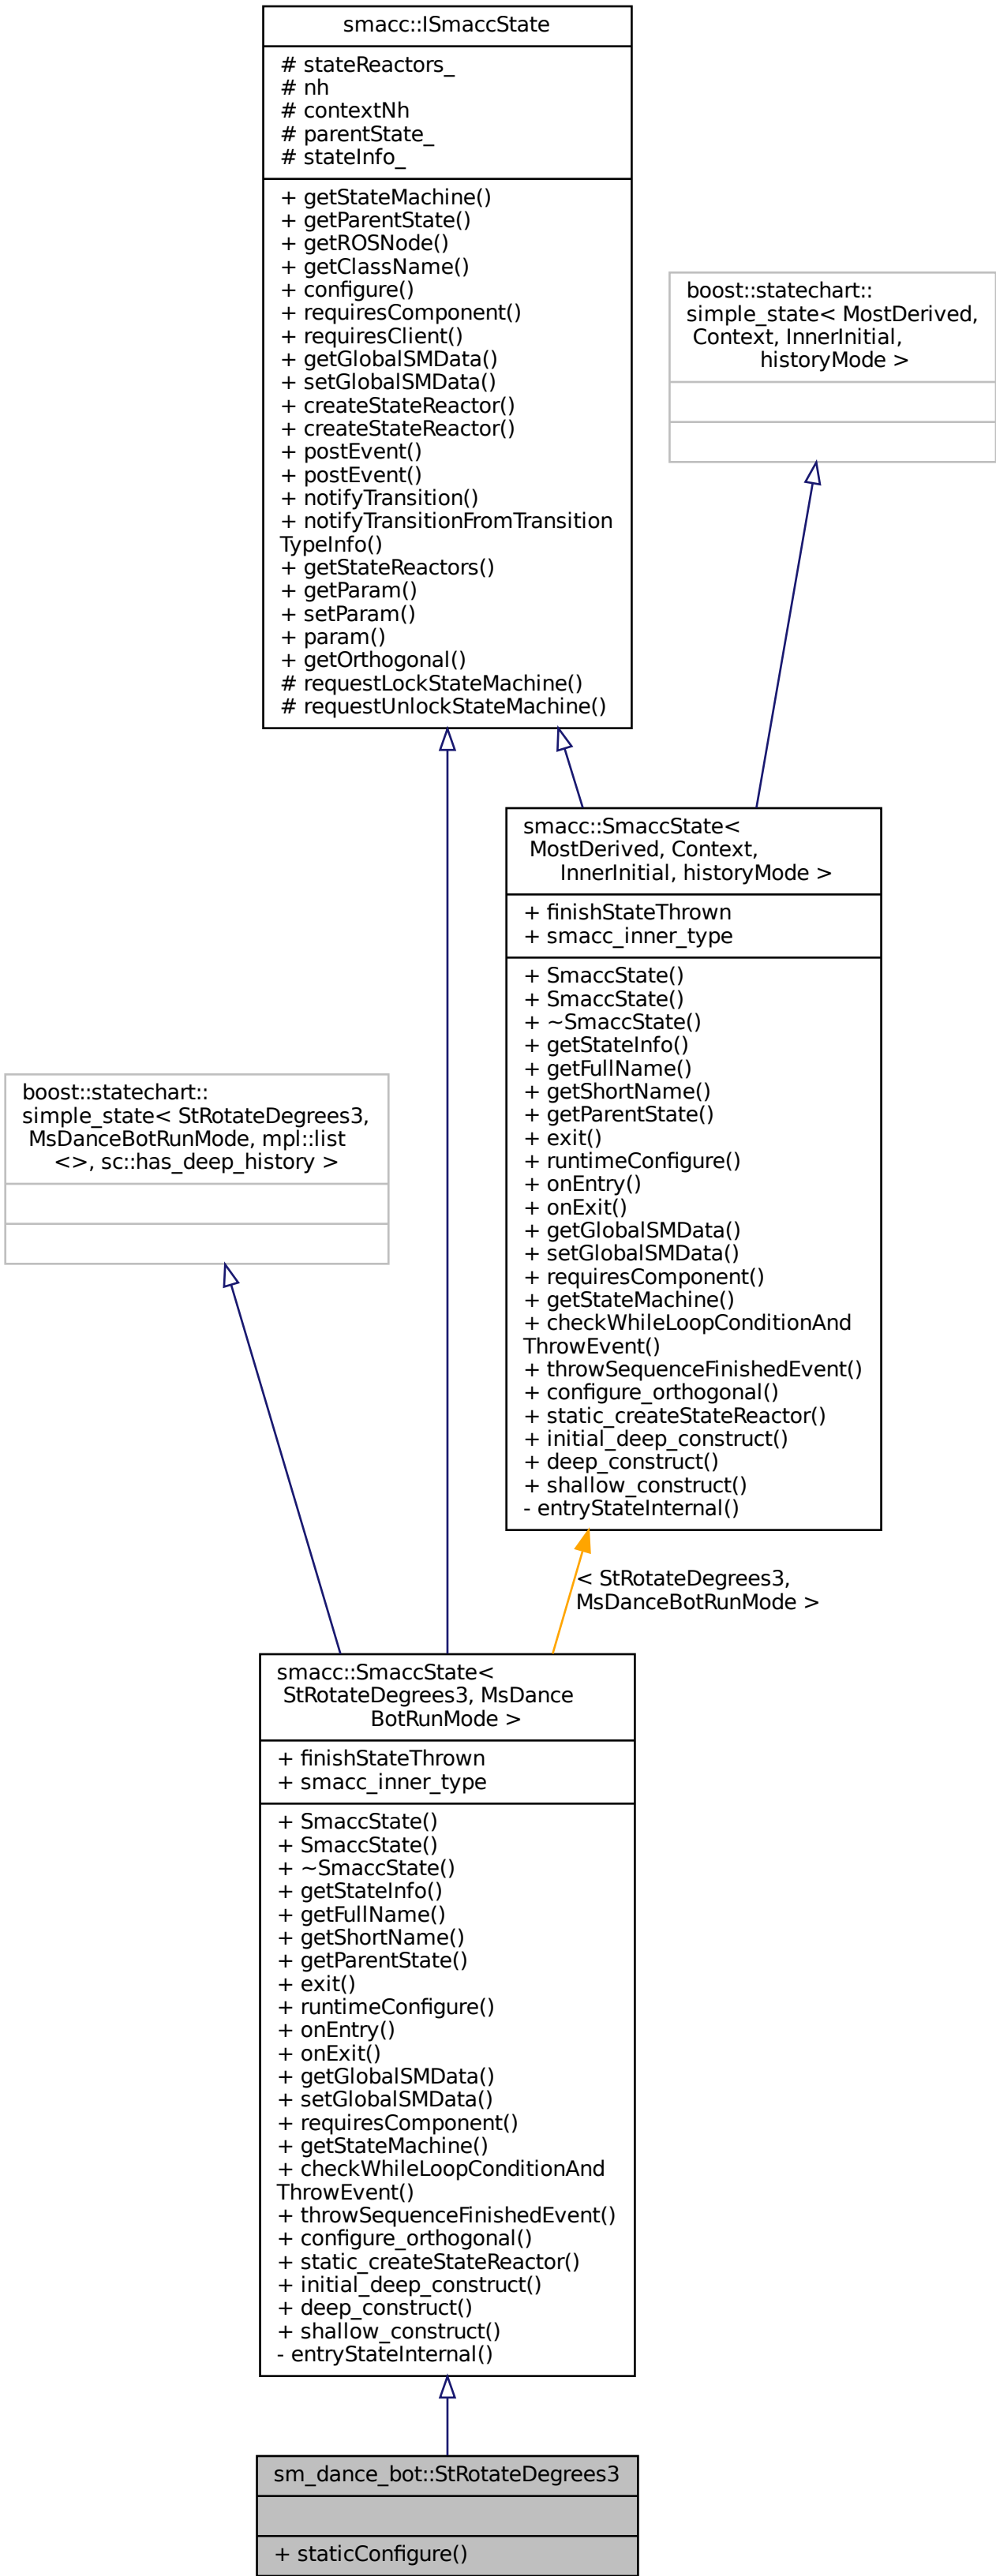 smacc::ISmaccState
# stateReactors_
# nh
# contextNh
# parentState_
# stateInfo_
+ getStateMachine()
+ getParentState()
+ getROSNode()
+ getClassName()
+ configure()
+ requiresComponent()
+ requiresClient()
+ getGlobalSMData()
+ setGlobalSMData()
+ createStateReactor()
+ createStateReactor()
+ postEvent()
+ postEvent()
+ notifyTransition()
+ notifyTransitionFromTransition
TypeInfo()
+ getStateReactors()
+ getParam()
+ setParam()
+ param()
+ getOrthogonal()
# requestLockStateMachine()
# requestUnlockStateMachine()
boost::statechart::
simple_state< MostDerived,
Context, InnerInitial,
historyMode >
smacc::SmaccState<
MostDerived, Context,
InnerInitial, historyMode >
+ finishStateThrown
+ smacc_inner_type
+ SmaccState()
+ SmaccState()
+ ~SmaccState()
+ getStateInfo()
+ getFullName()
+ getShortName()
+ getParentState()
+ exit()
+ runtimeConfigure()
+ onEntry()
+ onExit()
+ getGlobalSMData()
+ setGlobalSMData()
+ requiresComponent()
+ getStateMachine()
+ checkWhileLoopConditionAnd
ThrowEvent()
+ throwSequenceFinishedEvent()
+ configure_orthogonal()
+ static_createStateReactor()
+ initial_deep_construct()
+ deep_construct()
+ shallow_construct()
- entryStateInternal()
boost::statechart::
simple_state< StRotateDegrees3,
MsDanceBotRunMode, mpl::list
<>, sc::has_deep_history >
< StRotateDegrees3,
MsDanceBotRunMode >
smacc::SmaccState<
StRotateDegrees3, MsDance
BotRunMode >
+ finishStateThrown
+ smacc_inner_type
+ SmaccState()
+ SmaccState()
+ ~SmaccState()
+ getStateInfo()
+ getFullName()
+ getShortName()
+ getParentState()
+ exit()
+ runtimeConfigure()
+ onEntry()
+ onExit()
+ getGlobalSMData()
+ setGlobalSMData()
+ requiresComponent()
+ getStateMachine()
+ checkWhileLoopConditionAnd
ThrowEvent()
+ throwSequenceFinishedEvent()
+ configure_orthogonal()
+ static_createStateReactor()
+ initial_deep_construct()
+ deep_construct()
+ shallow_construct()
- entryStateInternal()
sm_dance_bot::StRotateDegrees3
+ staticConfigure()